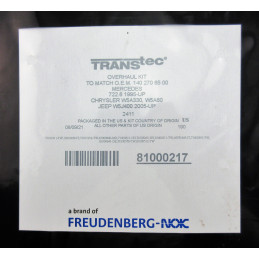 TRANSTEC®
OVERHAUL KIT
TO MATCH O.E.M. 140 270 
MERCEDES
722.6 1996-UP
CHRYSLER W5A330, W5A580
JEEP W5J400 2005-UP
2411
PACKAGED IN THE US A KIT COUNTRY OF ORIGIN ES
ALL OTHER PARTS OF US ORIGIN
81000217
a brand of
FREUDENBERG-NOK